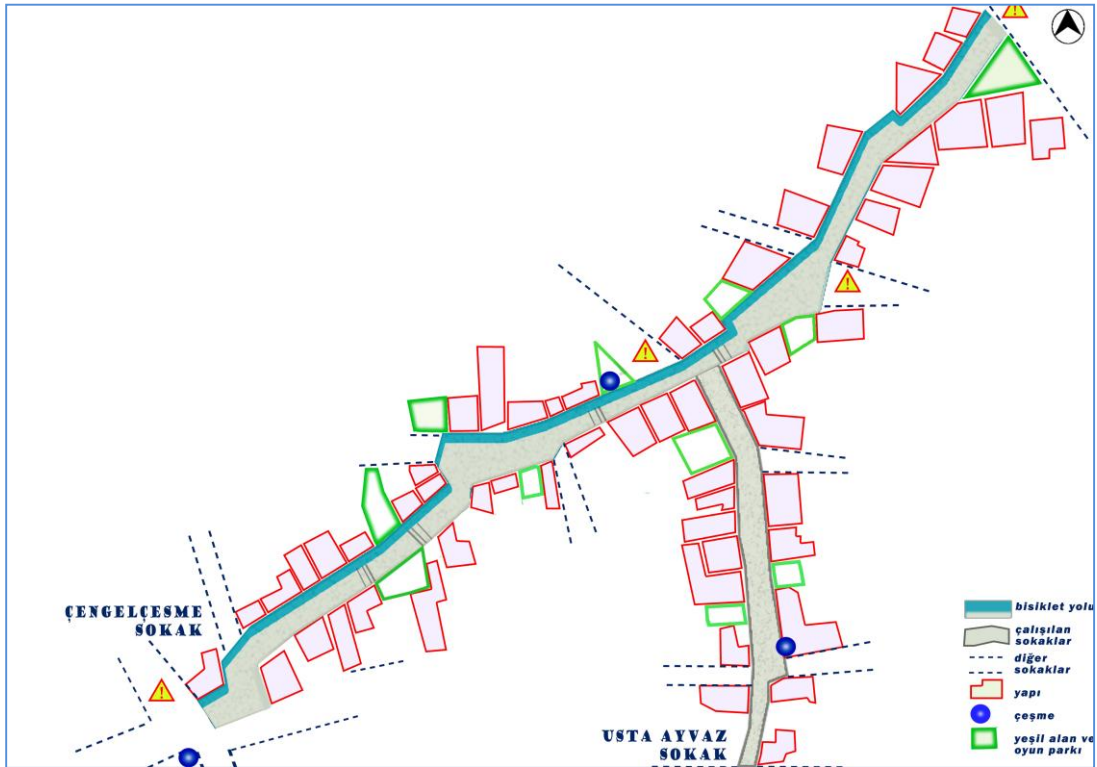 ÇENGELÇESME
SOKAK
USTA AYVAZ
SOKAK
bisiklet yolu
çalışılan
sokaklar
diğer
sokaklar
yapı
çeşme
yeşil alan ve
oyun parkı